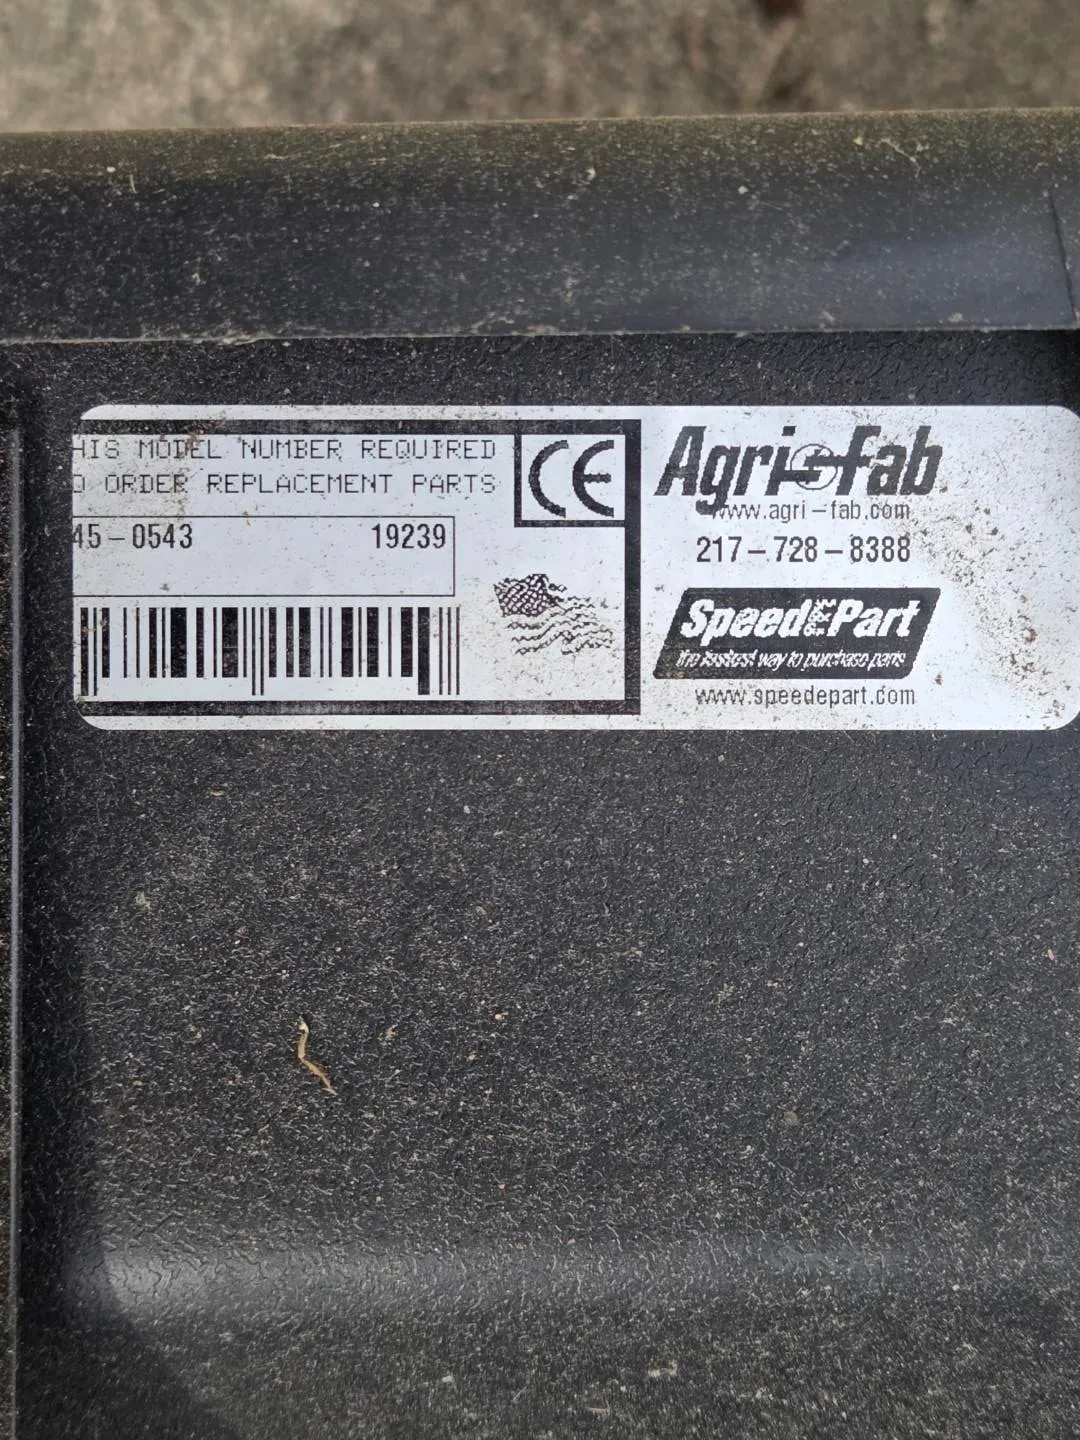 HIS MODEL NUMBER REQUIRED
O ORDER REPLACEMENT PARTS
45-0543 19239
CE
Agri-Fab
www.agri-fab.com
217-728-8388
SpeedePart
the fastest way to purchase parts
www.speedepart.com